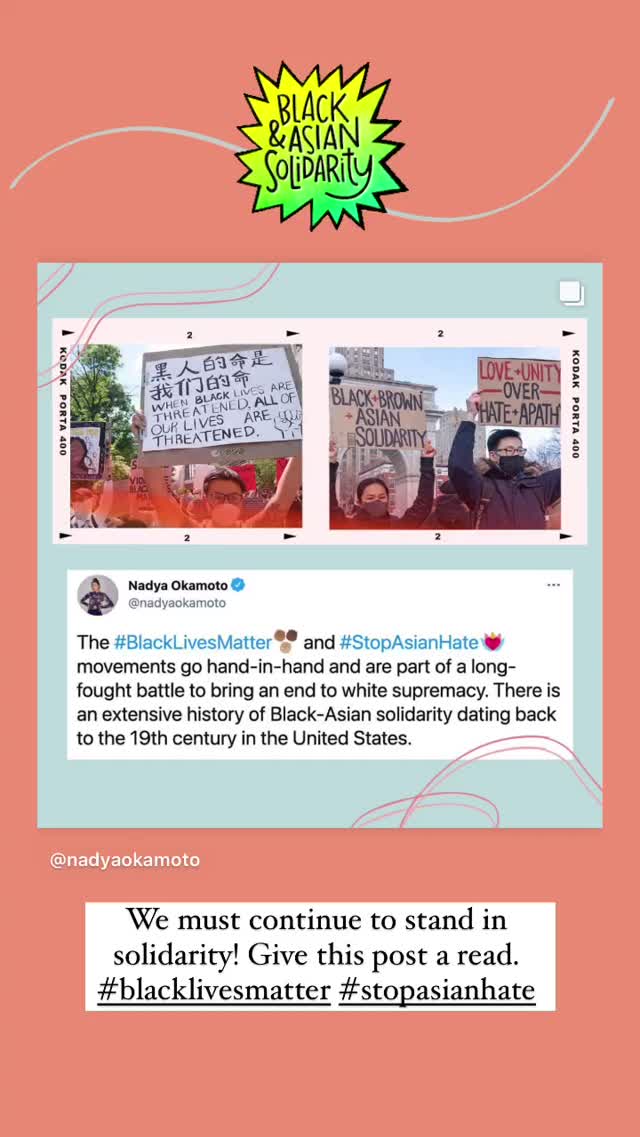 BLACK
& ASIAN
SOLIDARITY
2
2
KODAK PORTA 400
KODAK PORTA 400
黑人的命是
我们的命
WHEN BLACK LIVES ARE
THREATENED, ALL OF
OUR LIVES ARE
THREATENED.
BLACK+BROWN
+ ASIAN
SOLIDARITY
LOVE+UNITY
OVER
HATE+APATH
2
2
Nadya Okamoto
@nadyaokamoto
The #BlackLivesMatter and #StopAsianHate
movements go hand-in-hand and are part of a long-
fought battle to bring an end to white supremacy. There is
an extensive history of Black-Asian solidarity dating back
to the 19th century in the United States.
@nadyaokamoto
We must continue to stand in
solidarity! Give this post a read.
#blacklivesmatter #stopasianhate